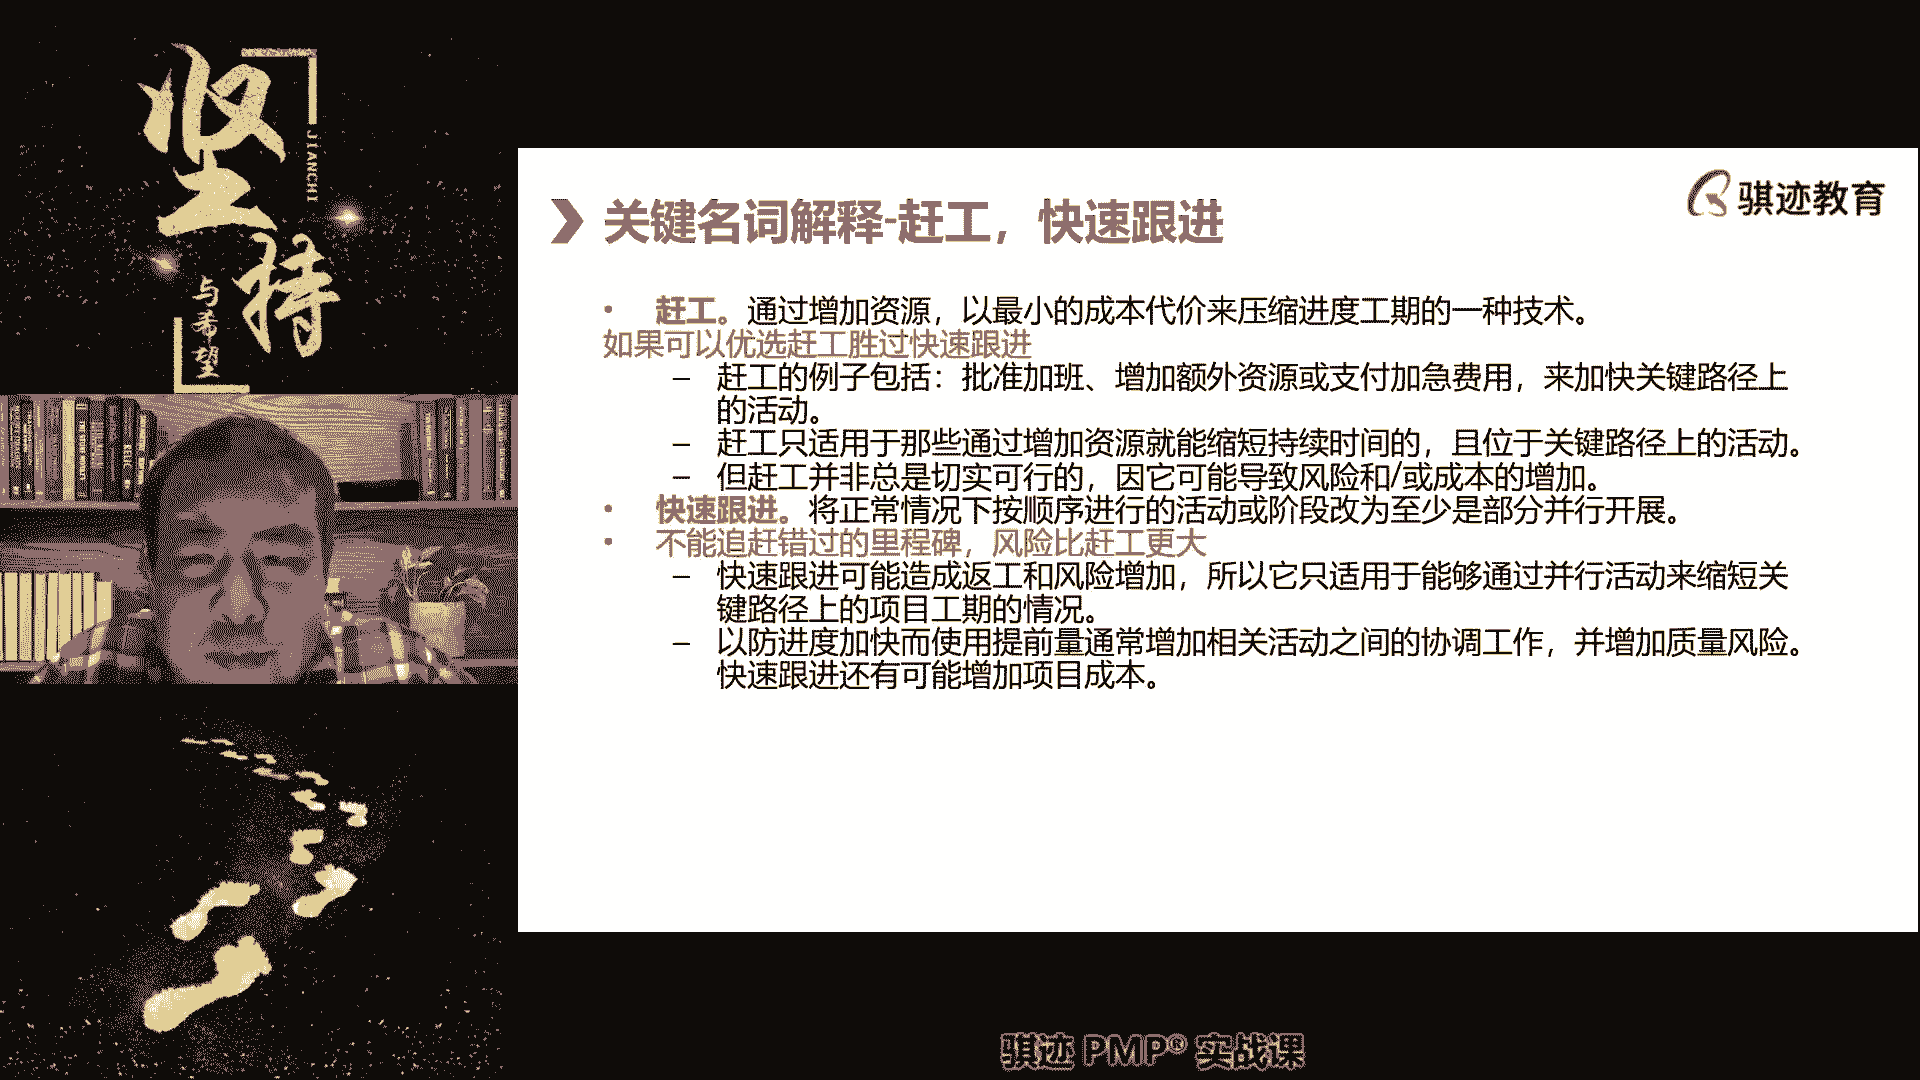 坚持
JIANCHI
与希望
骐迹教育
关键名词解释-赶工，快速跟进
• 赶工。通过增加资源，以最小的成本代价来压缩进度工期的一种技术。
如果可以优选赶工胜过快速跟进
– 赶工的例子包括：批准加班、增加额外资源或支付加急费用，来加快关键路径上
的活动。
– 赶工只适用于那些通过增加资源就能缩短持续时间的，且位于关键路径上的活动。
– 但赶工并非总是切实可行的，因它可能导致风险和/或成本的增加。
• 快速跟进。将正常情况下按顺序进行的活动或阶段改为至少是部分并行开展。
• 不能追赶错过的里程碑，风险比赶工更大
– 快速跟进可能造成返工和风险增加，所以它只适用于能够通过并行活动来缩短关
键路径上的项目工期的情况。
– 以防进度加快而使用提前量通常增加相关活动之间的协调工作，并增加质量风险。
快速跟进还有可能增加项目成本。
骐迹 PMP® 实战课